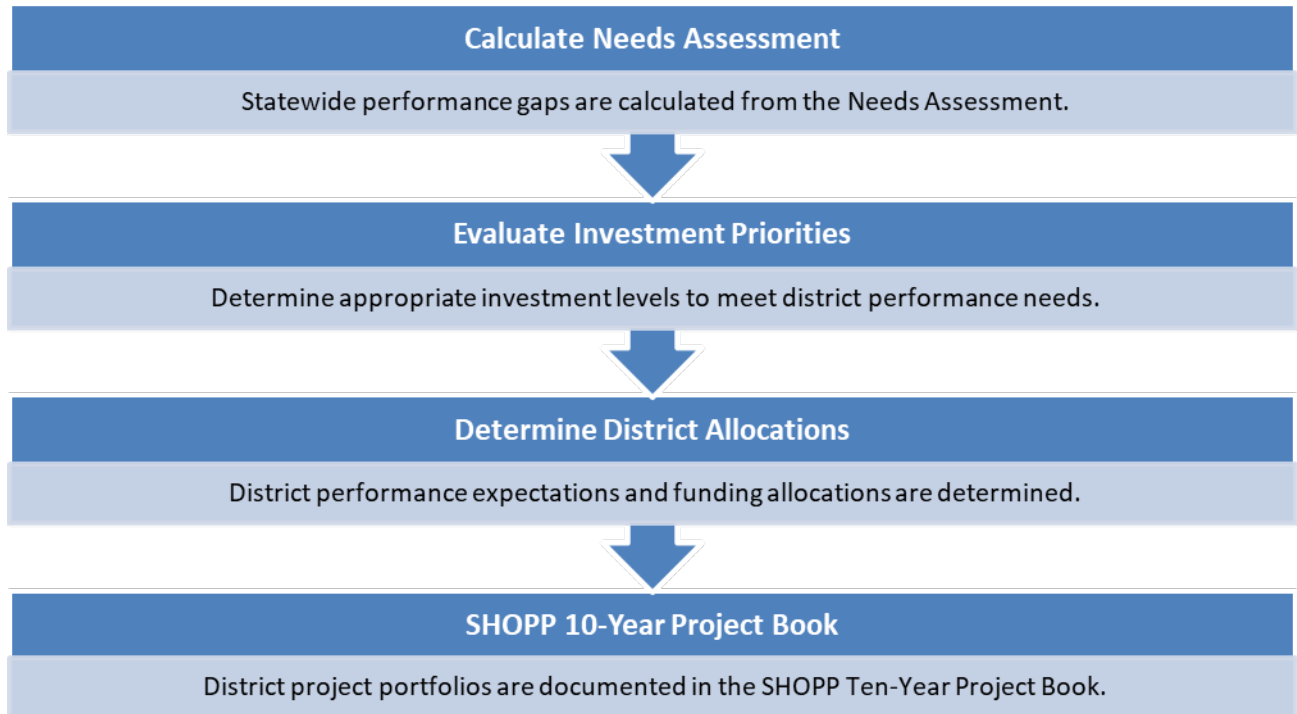 Calculate Needs Assessment
Statewide performance gaps are calculated from the Needs Assessment.
Evaluate Investment Priorities
Determine appropriate investment levels to meet district performance needs.
Determine District Allocations
District performance expectations and funding allocations are determined.
SHOPP 10-Year Project Book
District project portfolios are documented in the SHOPP Ten-Year Project Book.